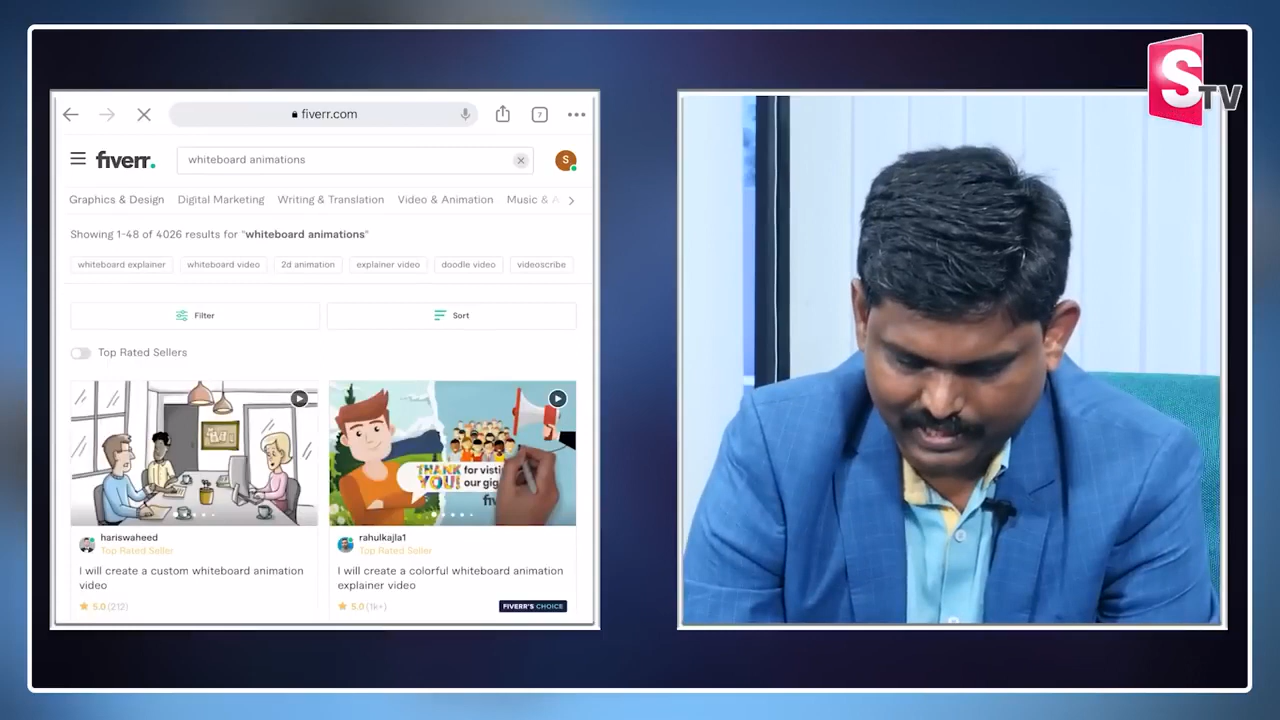 S
TV
fiverr.com
7
fiverr.
whiteboard animations
S
Graphics & Design Digital Marketing Writing & Translation Video & Animation Music & A
Showing 1-48 of 4026 results for "whiteboard animations"
whiteboard explainer whiteboard video 2d animation explainer video doodle video videoscribe
Filter Sort
Top Rated Sellers
THANK YOU!
for
our gig
hariswaheed
Top Rated Seller
I will create a custom whiteboard animation
video
5.0 (212)
rahulkajla1
Top Rated Seller
I will create a colorful whiteboard animation
explainer video
5.0 (1k+) FIVERR'S CHOICE